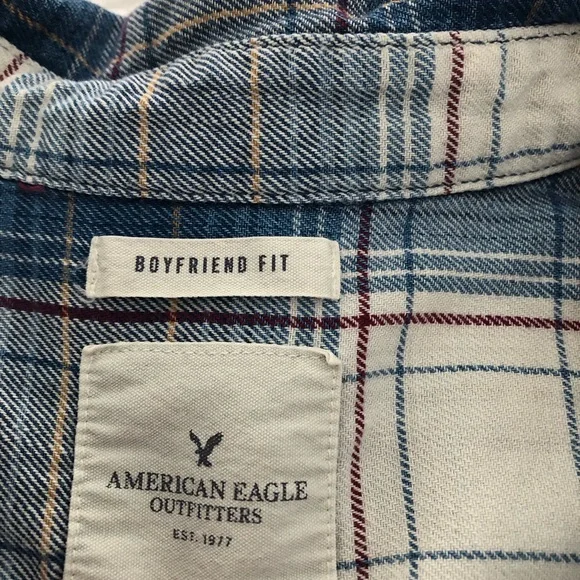 BOYFRIEND FIT
AMERICAN EAGLE
OUTFITTERS
EST. 1977